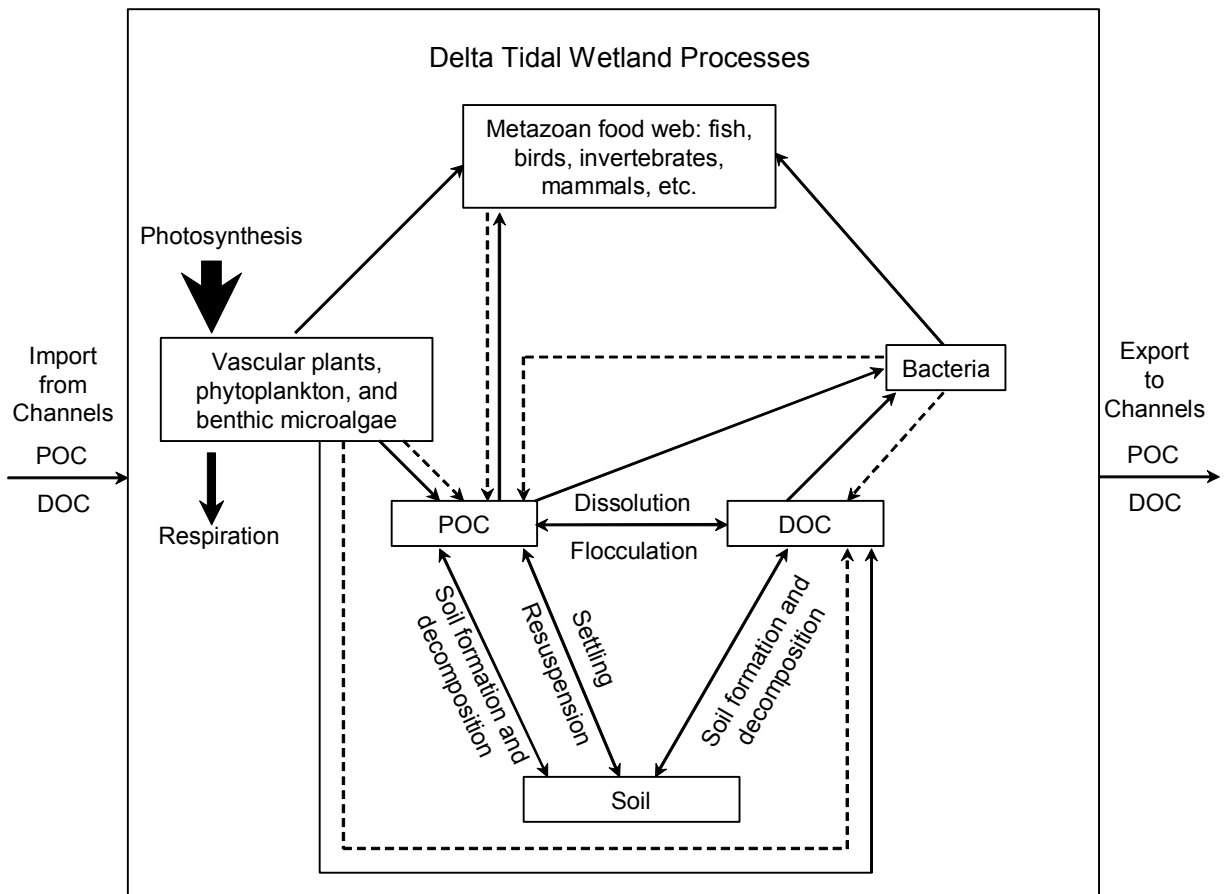 Delta Tidal Wetland Processes
Metazoan food web: fish,
birds, invertebrates,
mammals, etc.
Photosynthesis
Import
from
Channels
POC
DOC
Vascular plants,
phytoplankton, and
benthic microalgae
Respiration
Bacteria
Export
to
Channels
POC
DOC
POC
Dissolution
Flocculation
DOC
Soil formation and
decomposition
Settling
Resuspension
Soil formation and
decomposition
Soil